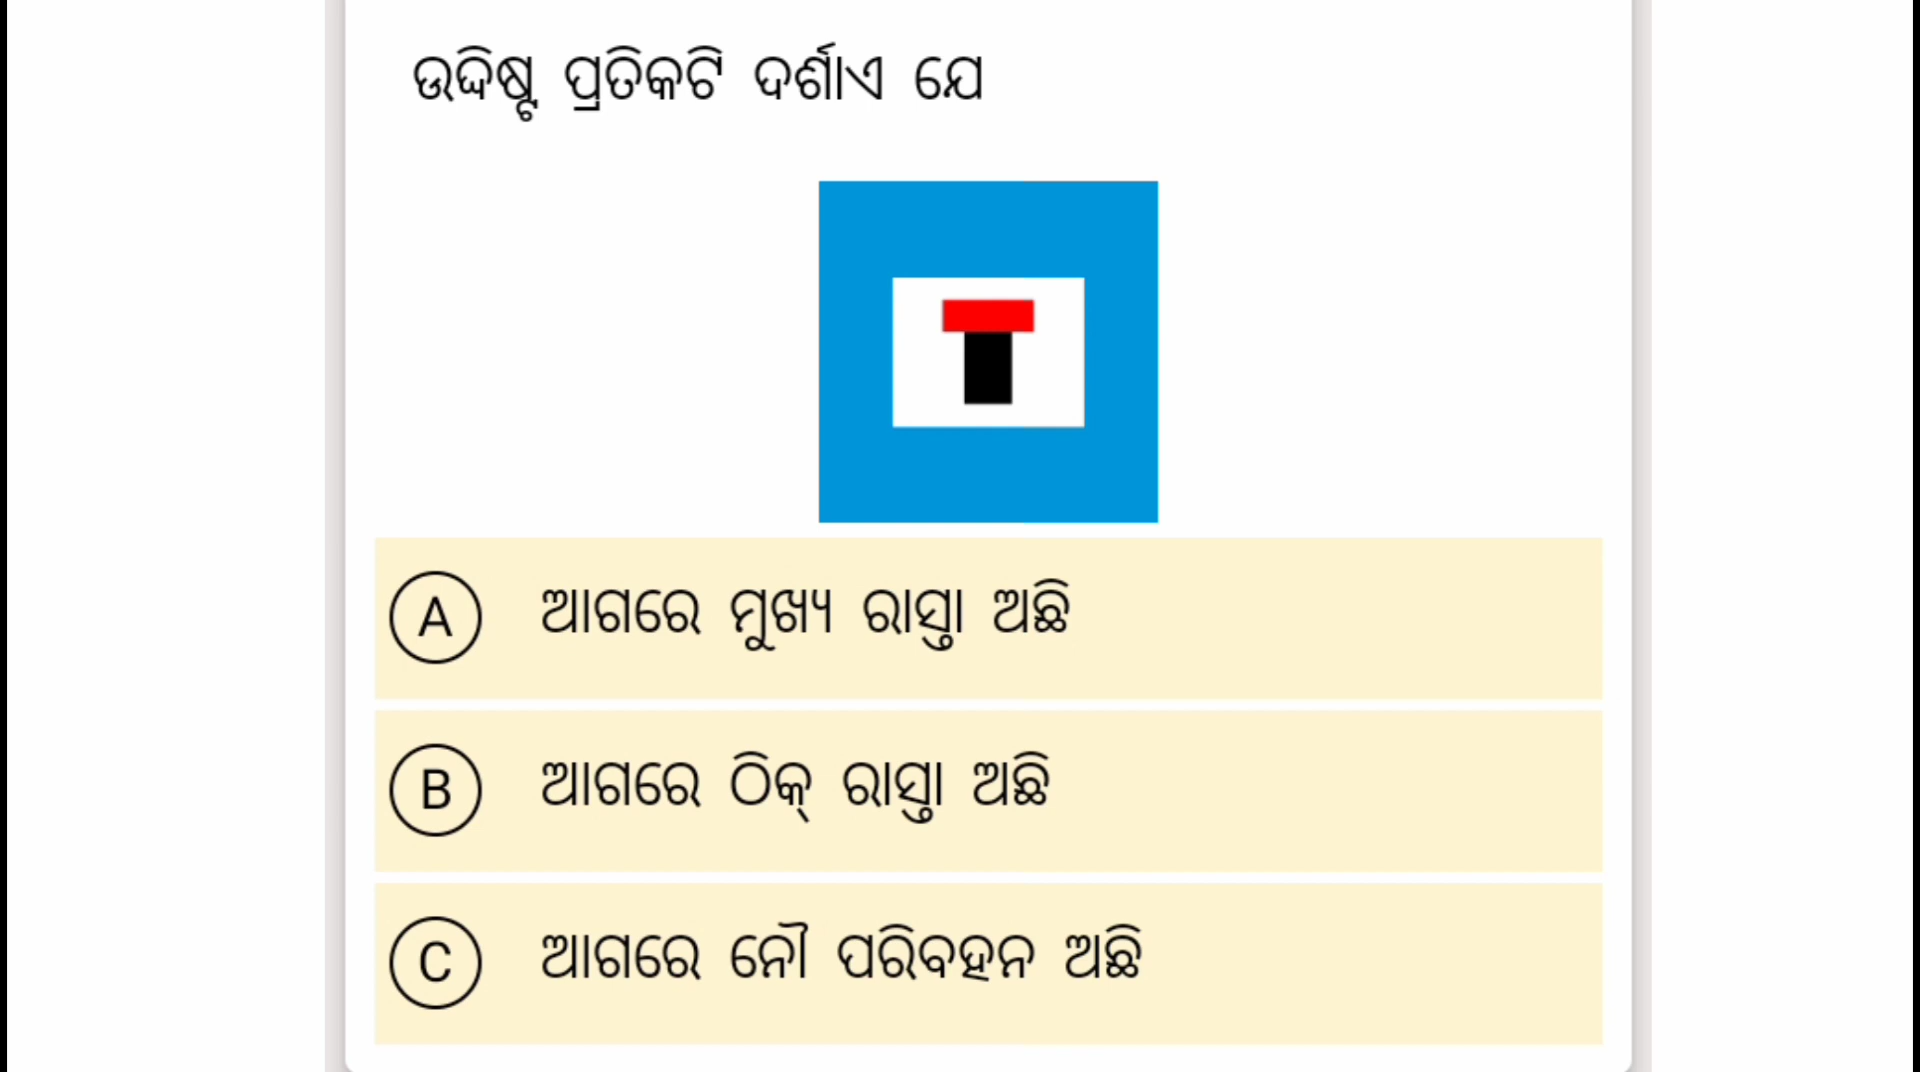 ଉଦ୍ଦିଷ୍ଟ ପ୍ରତିକଟି ଦର୍ଶାଏ ଯେ
A ଆଗରେ ମୁଖ୍ୟ ରାସ୍ତା ଅଛି
B ଆଗରେ ଠିକ୍ ରାସ୍ତା ଅଛି
C ଆଗରେ ନୌ ପରିବହନ ଅଛି